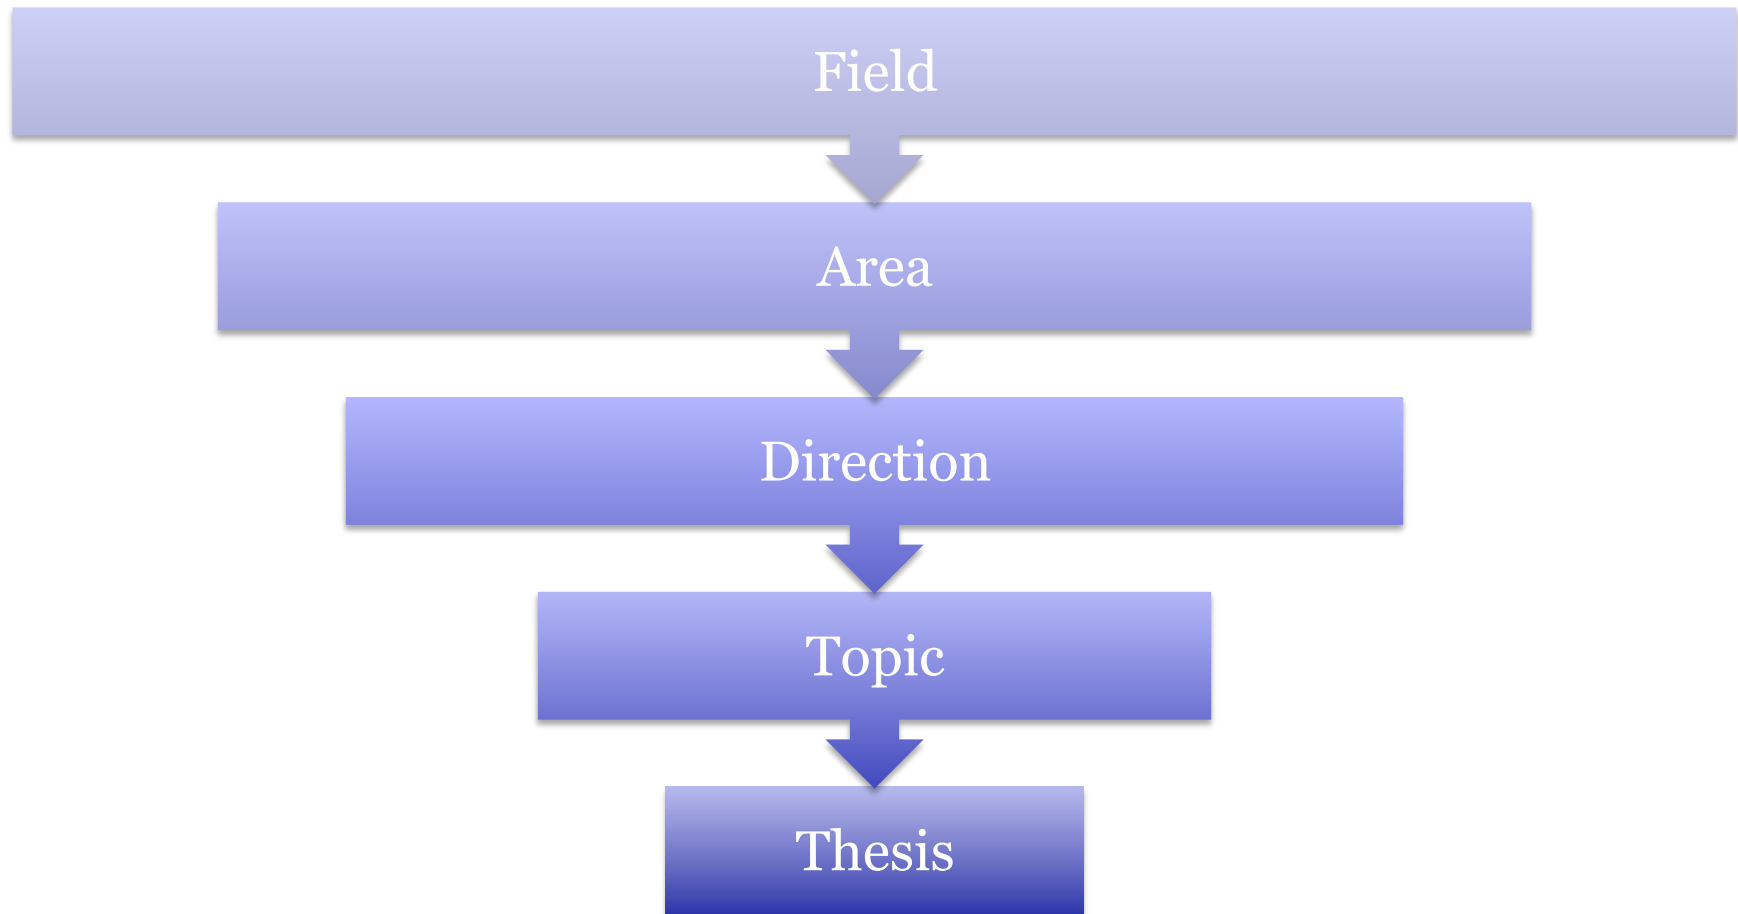 Field
Area
Direction
Topic
Thesis